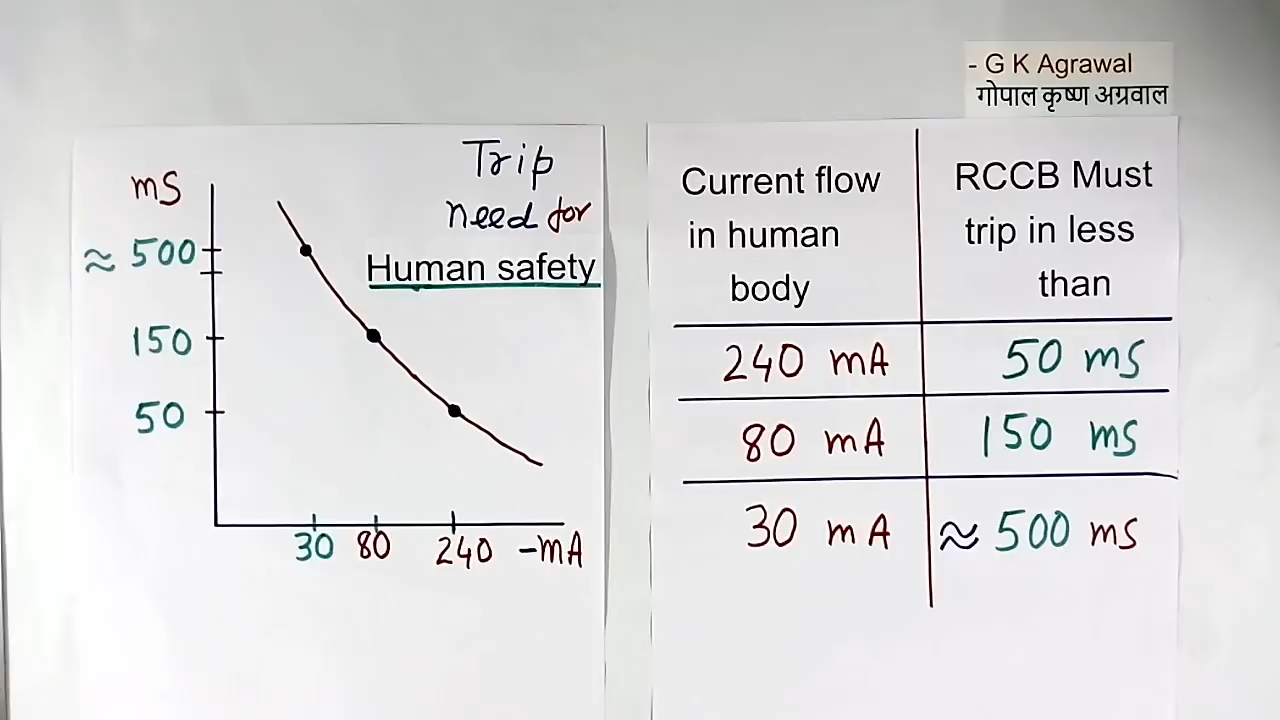 - G K Agrawal
गोपाल कृष्ण अग्रवाल
Trip
need for
Human safety
mS
≈ 500
150
50
30 80 240 -mA
Current flow
in human
body
RCCB Must
trip in less
than
240 mA 50 ms
80 mA 150 ms
30 mA ≈ 500 ms